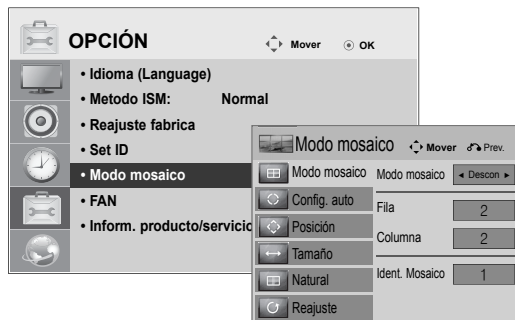 OPCIÓN
Mover
OK
• Idioma (Language)
• Metodo ISM: Normal
• Reajuste fabrica
• Set ID
• Modo mosaico
• FAN
• Inform. producto/servicio
Modo mosaico
Mover
Prev.
Modo mosaico
Config. auto
Posición
Tamaño
Natural
Reajuste
Modo mosaico ◄ Descon ►
Fila 2
Columna 2
Ident. Mosaico 1